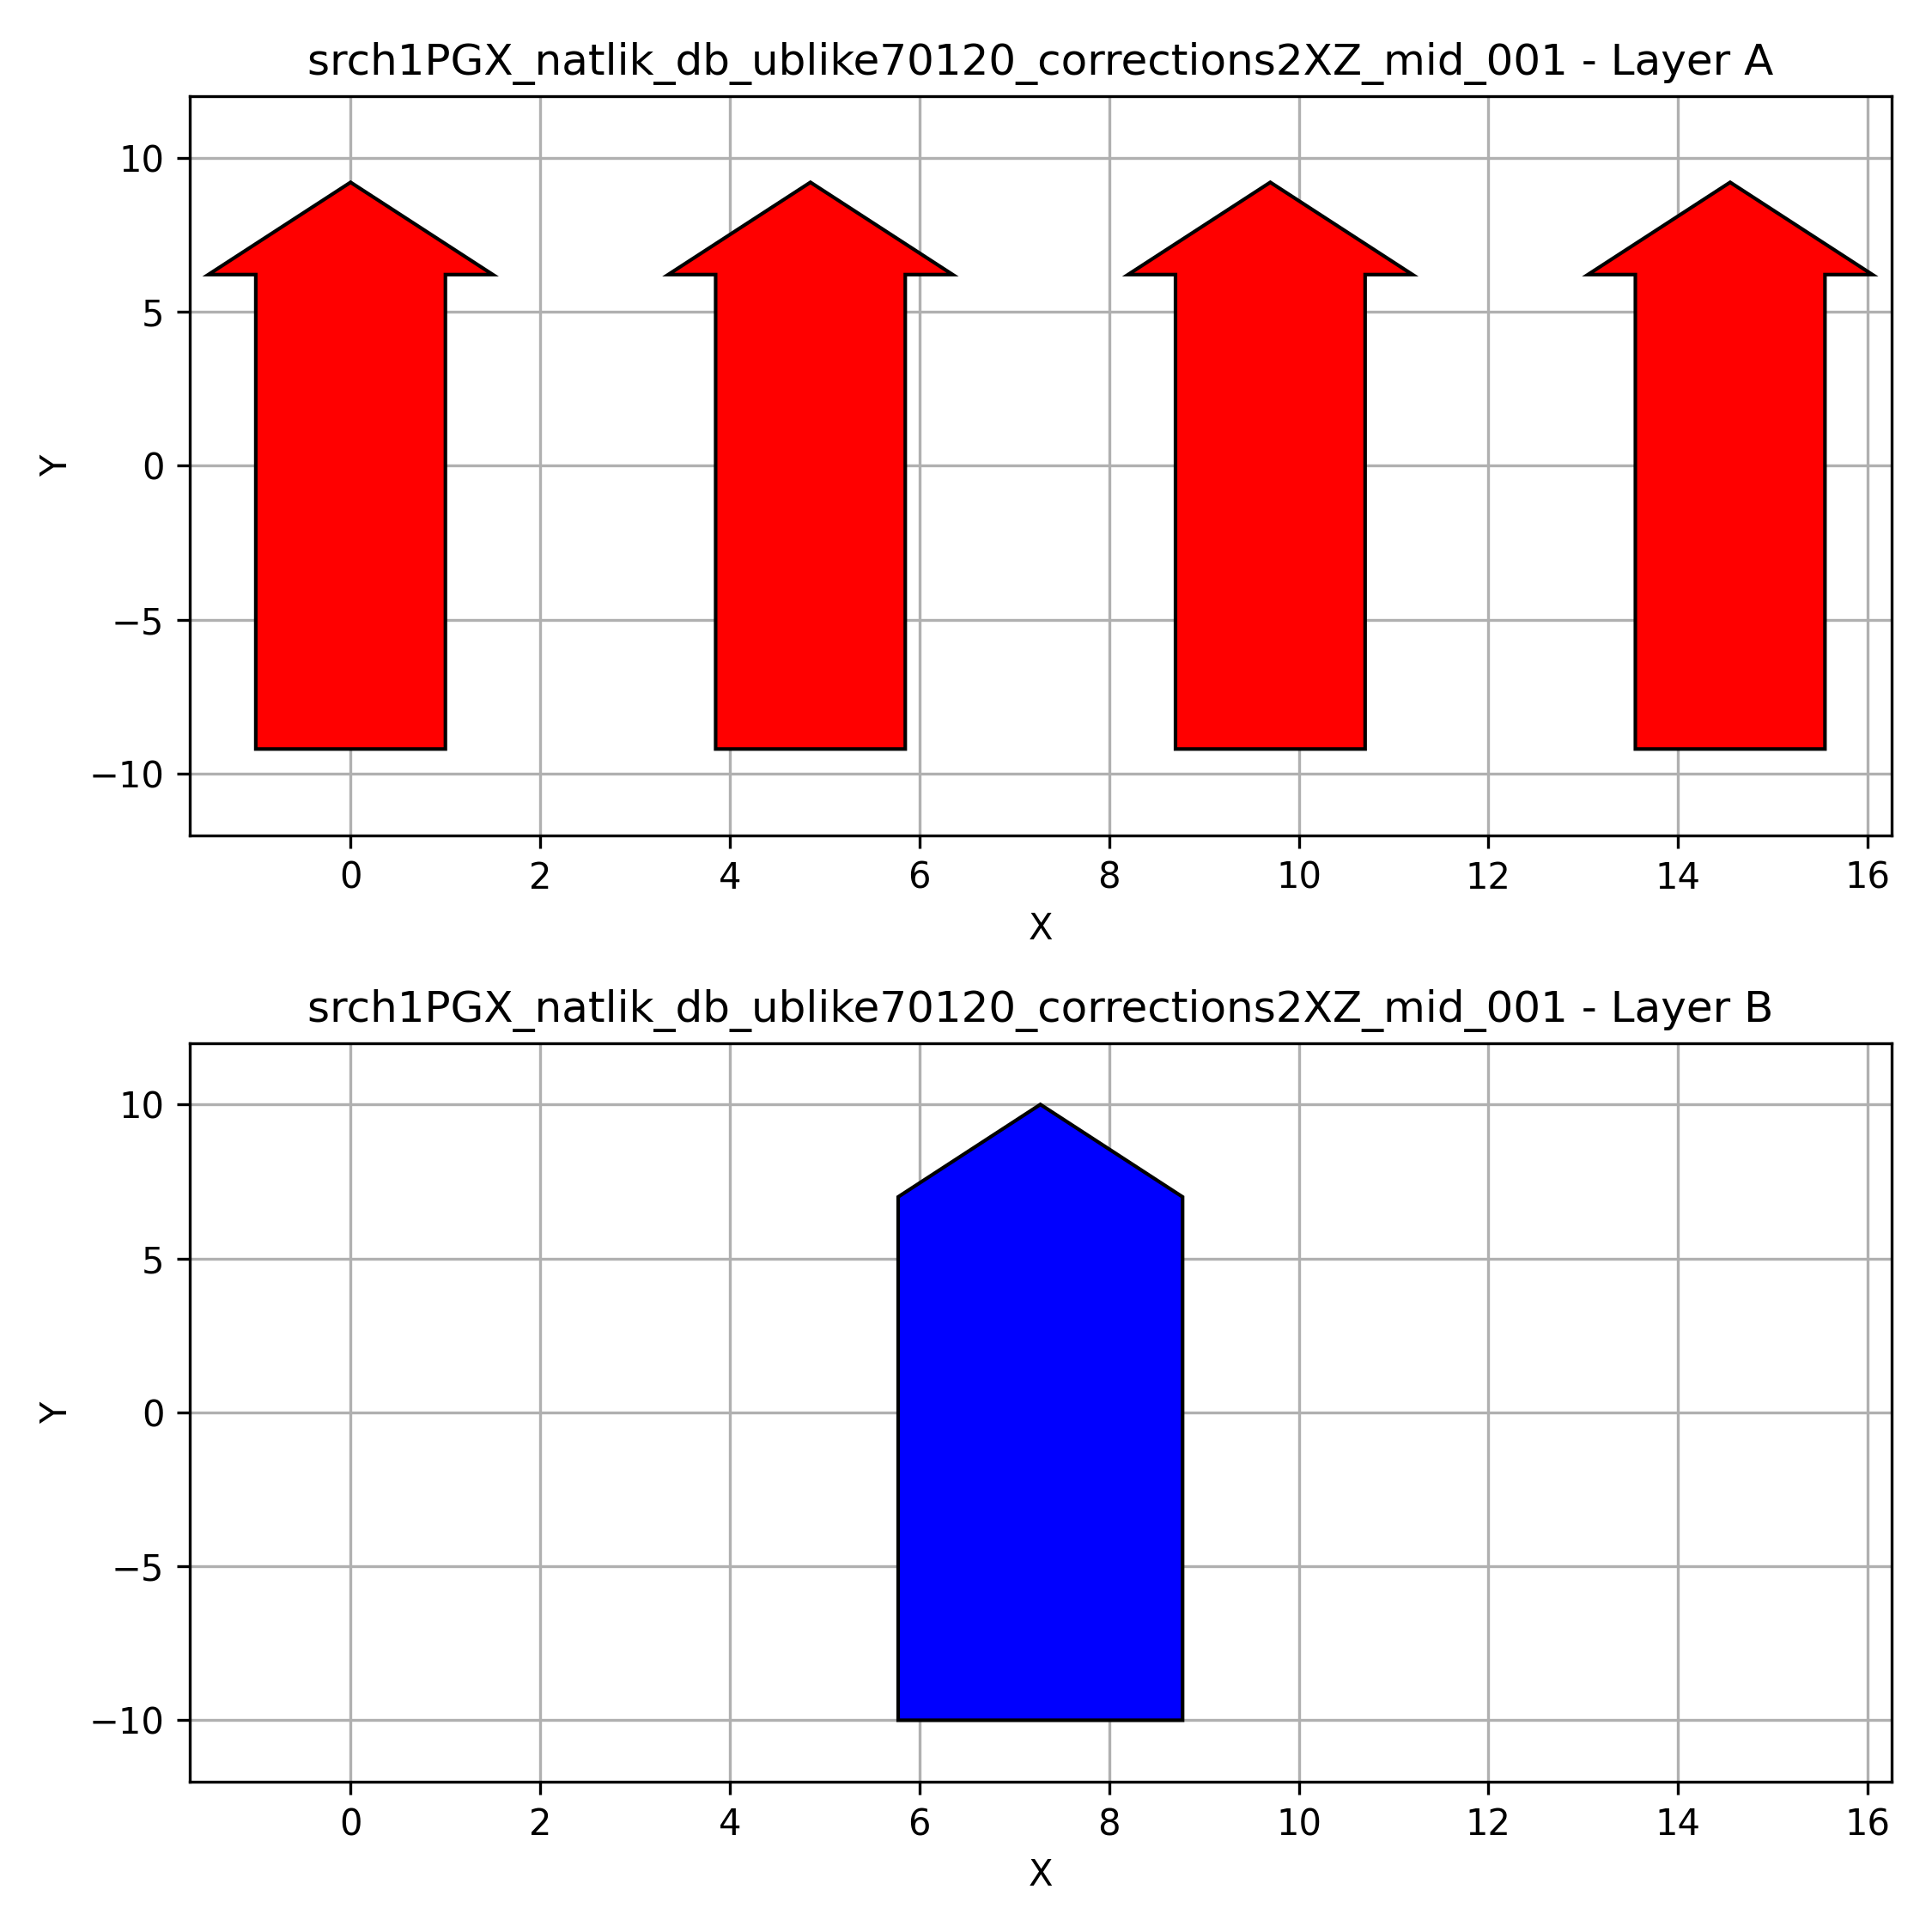 srch1PGX_natlik_db_ublike70120_corrections2XZ_mid_001 - Layer A
10
5
0
−5
−10
Y
0 2 4 6 8 10 12 14 16
X
srch1PGX_natlik_db_ublike70120_corrections2XZ_mid_001 - Layer B
10
5
0
−5
−10
Y
0 2 4 6 8 10 12 14 16
X